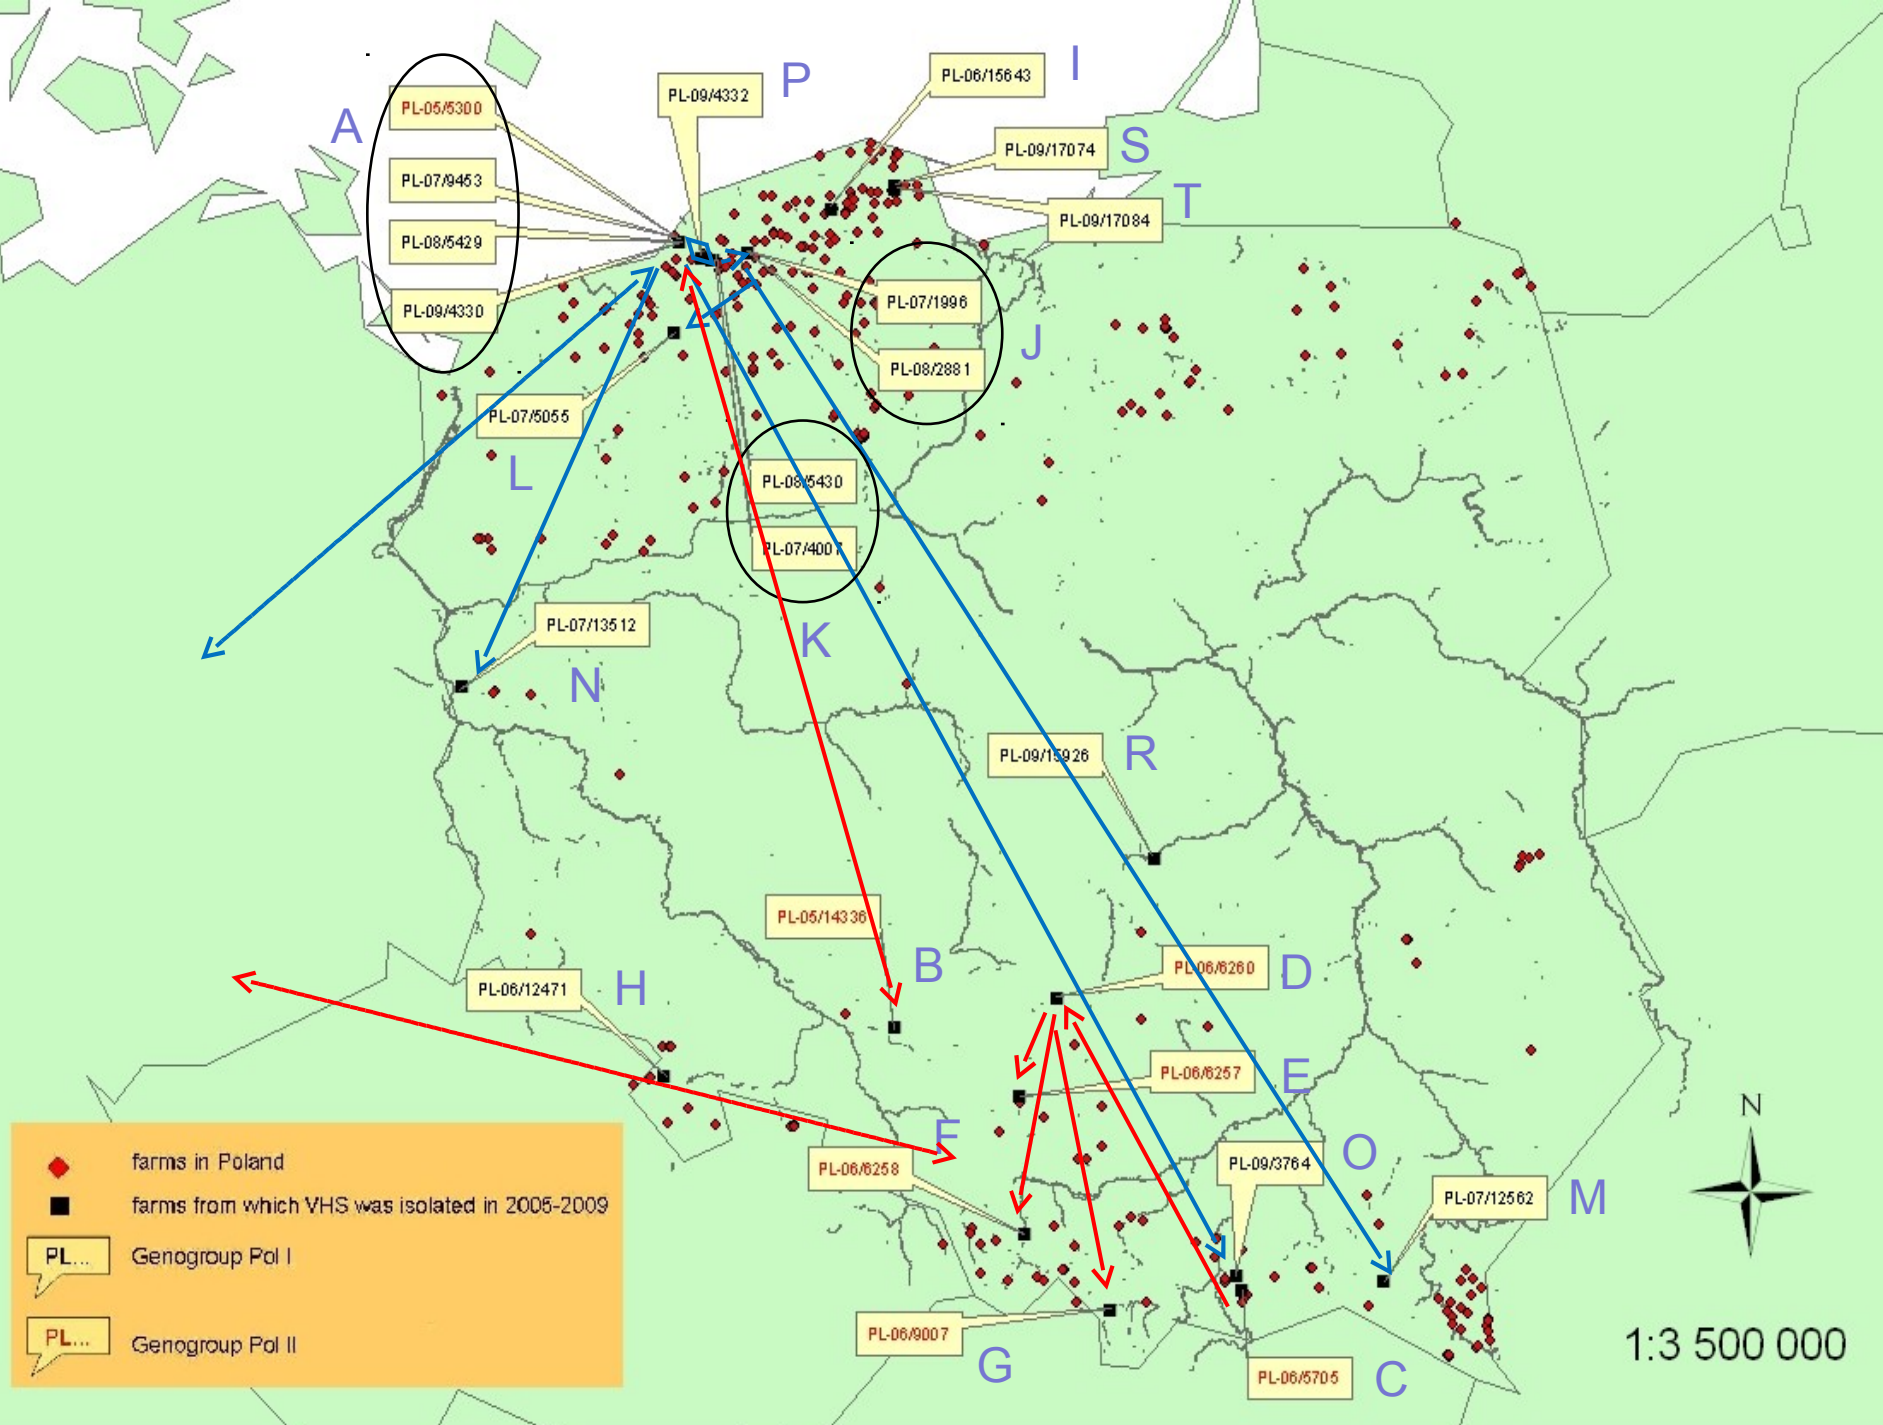 PL-06/15643
I
P
PL-09/4332
PL-05/5300
A
PL-09/17074
S
PL-07/9453
T
PL-09/17084
PL-08/5429
PL-07/1996
PL-09/4330
J
PL-08/2881
PL-07/5055
L
PL-08/5430
PL-07/4007
PL-07/13512
K
N
PL-09/15926
R
PL-05/14336
B
PL-06/6260
D
PL-06/12471
H
PL-06/6257
E
N
F
PL-06/6258
PL-09/3764
O
PL-07/12562
M
farms in Poland
farms from which VHS was isolated in 2005-2009
PL...
Genogroup Pol I
PL...
Genogroup Pol II
PL-06/9007
G
PL-06/5705
C
1:3 500 000